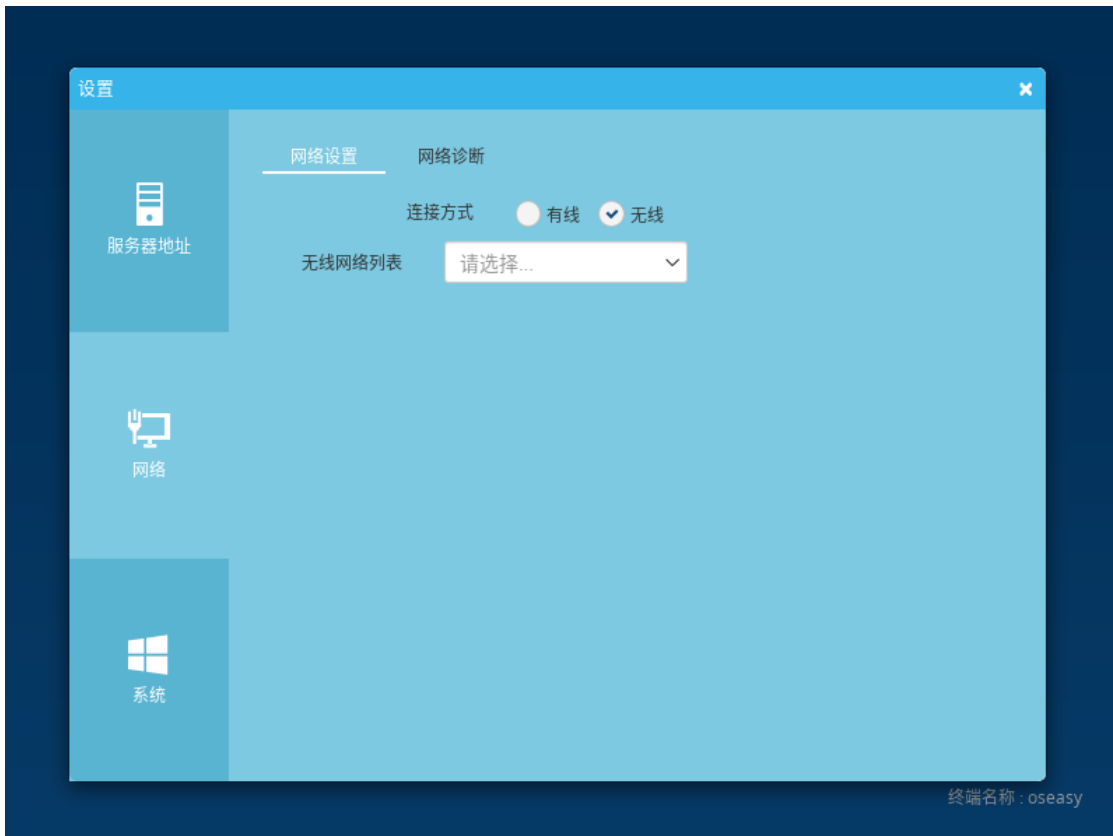 设置
服务器地址
网络
系统
网络设置 网络诊断
连接方式 有线 无线
无线网络列表 请选择...
终端名称 : oseasy